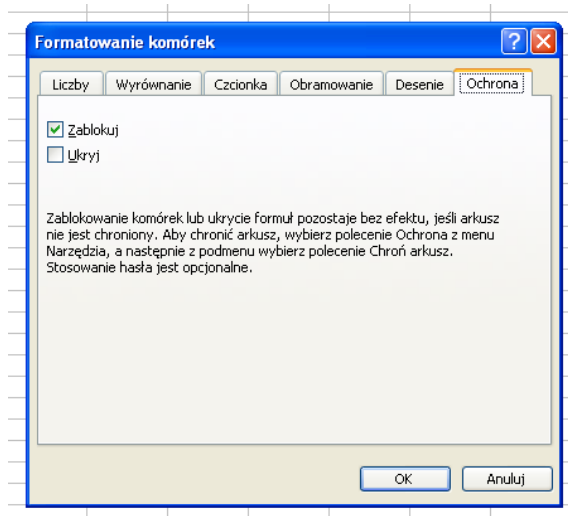 Formatowanie komórek
Liczby Wyrównanie Czcionka Obramowanie Desenie Ochrona
Zablokuj
Ukryj
Zablokowanie komórek lub ukrycie formuł pozostaje bez efektu, jeśli arkusz
nie jest chroniony. Aby chronić arkusz, wybierz polecenie Ochrona z menu
Narzędzia, a następnie z podmenu wybierz polecenie Chroń arkusz.
Stosowanie hasła jest opcjonalne.
OK Anuluj